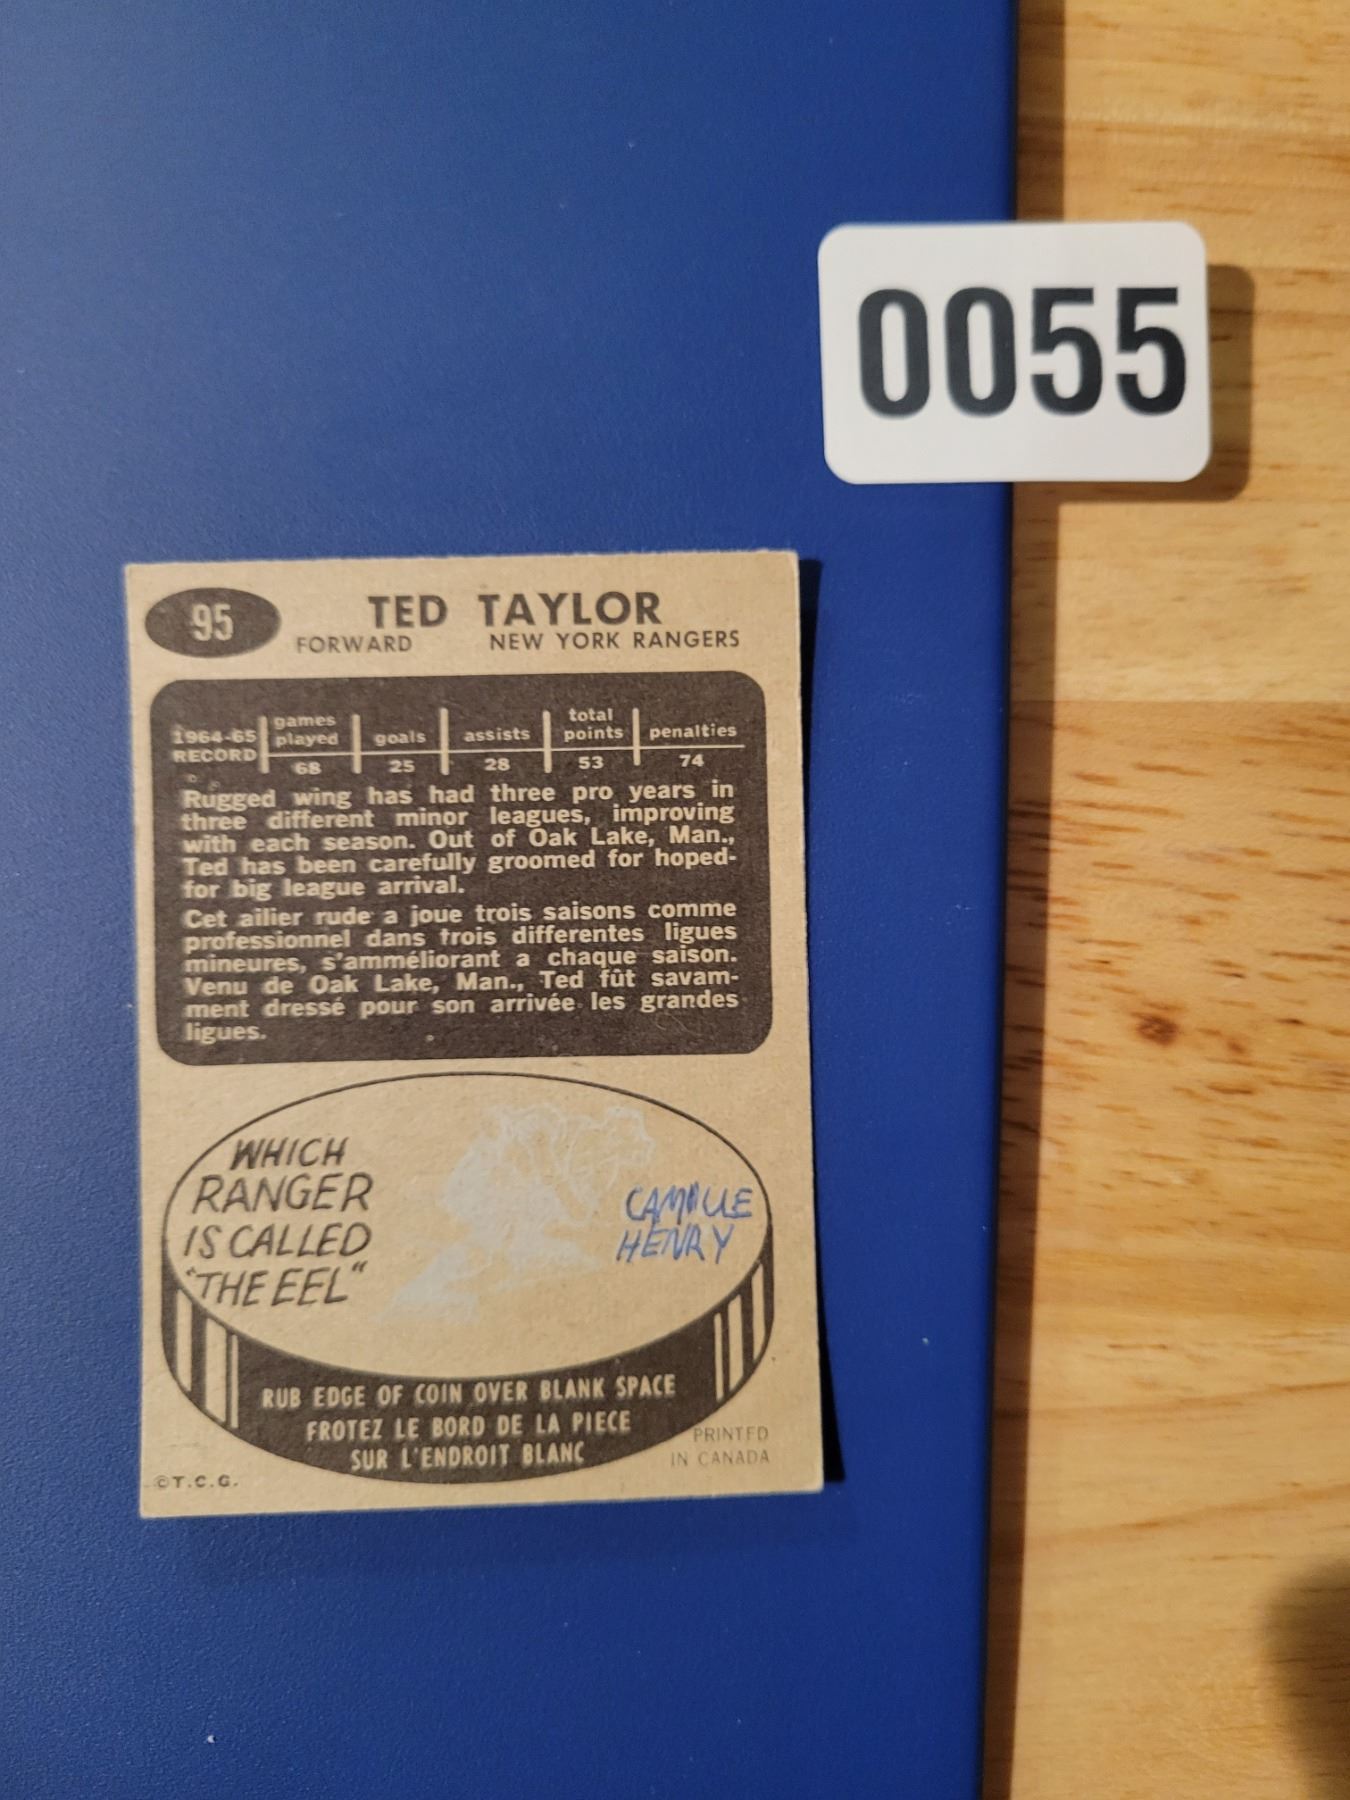 0055
95
TED TAYLOR
FORWARD NEW YORK RANGERS
1964-65 RECORD
games played goals assists total points penalties
68 25 28 53 74
Rugged wing has had three pro years in
three different minor leagues, improving
with each season. Out of Oak Lake, Man.,
Ted has been carefully groomed for hoped-
for big league arrival.
Cet ailier rude a joue trois saisons comme
professionnel dans trois differentes ligues
mineures, s'amméliorant a chaque saison.
Venu de Oak Lake, Man., Ted fût savam-
ment dressé pour son arrivée les grandes
ligues.
WHICH
RANGER
IS CALLED
"THE EEL"
CAMILLE
HENRY
RUB EDGE OF COIN OVER BLANK SPACE
FROTEZ LE BORD DE LA PIECE
SUR L'ENDROIT BLANC
PRINTED
IN CANADA
©T.C.G.